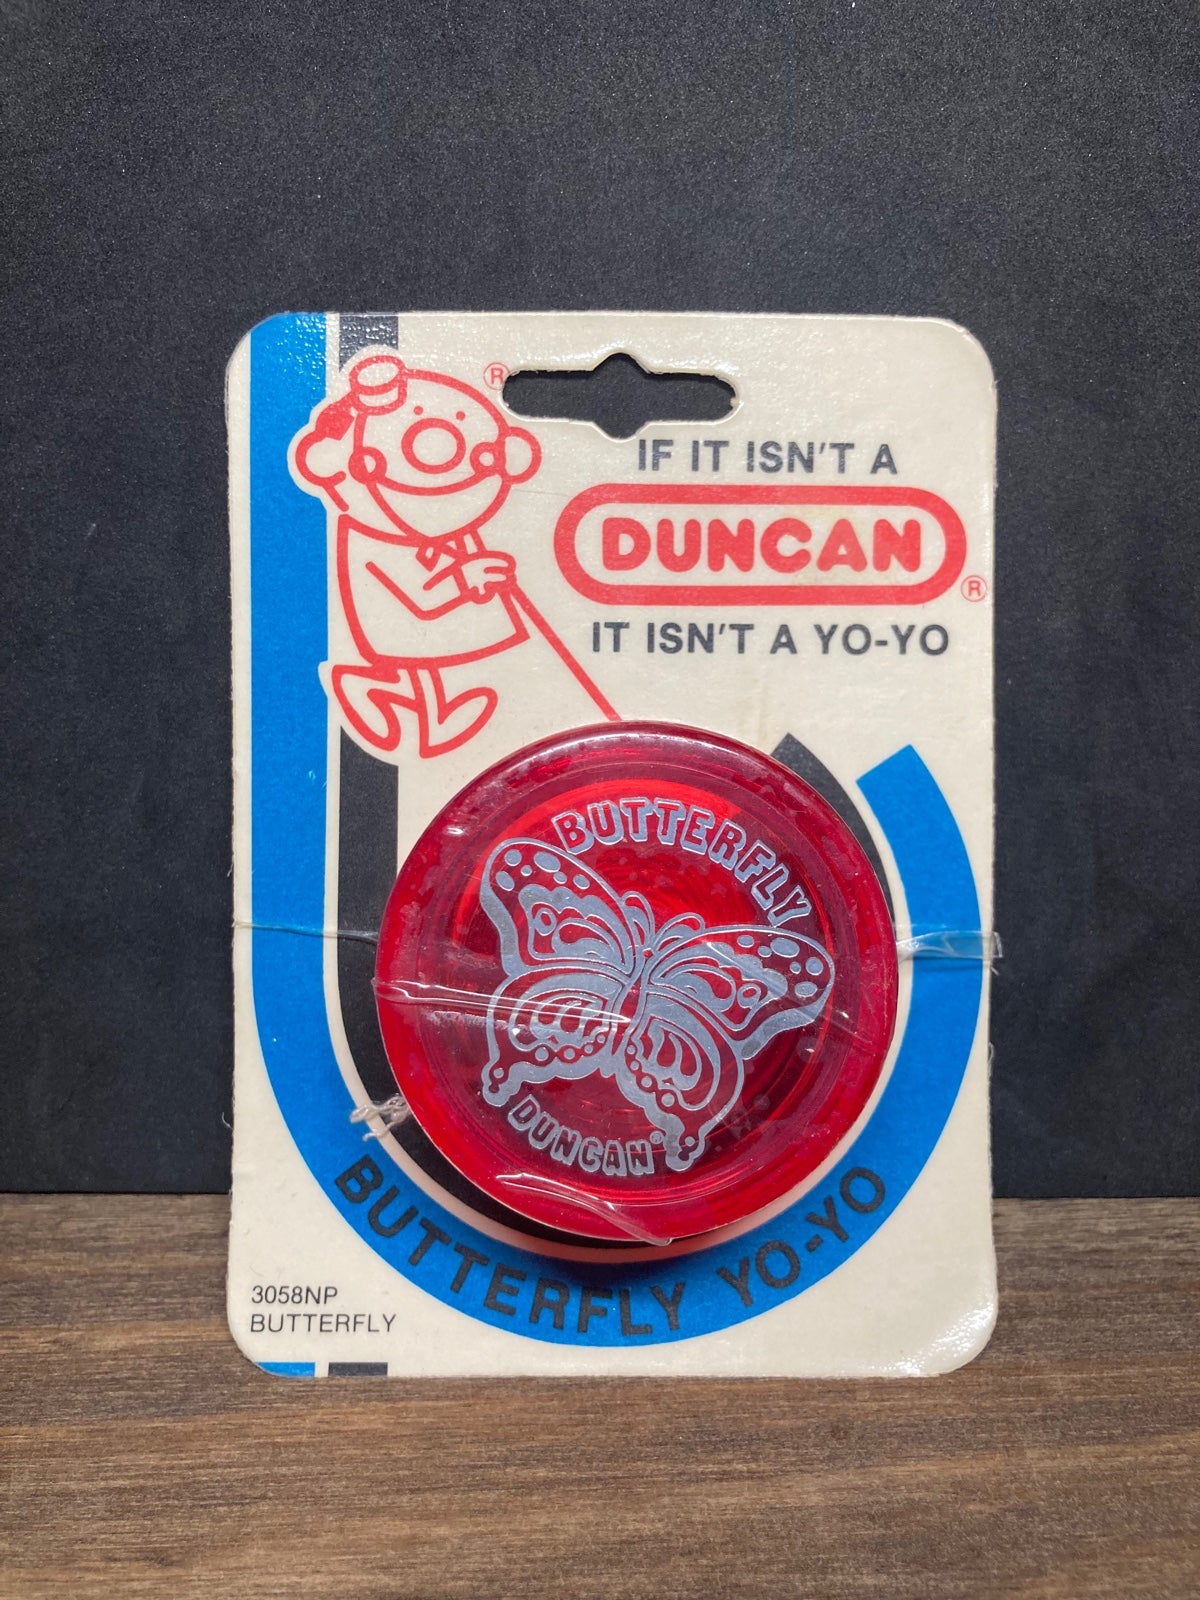 ®
IF IT ISN'T A
DUNCAN®
IT ISN'T A YO-YO
BUTTERFLY
DUNCAN®
BUTTERFLY YO-YO
3058NP
BUTTERFLY